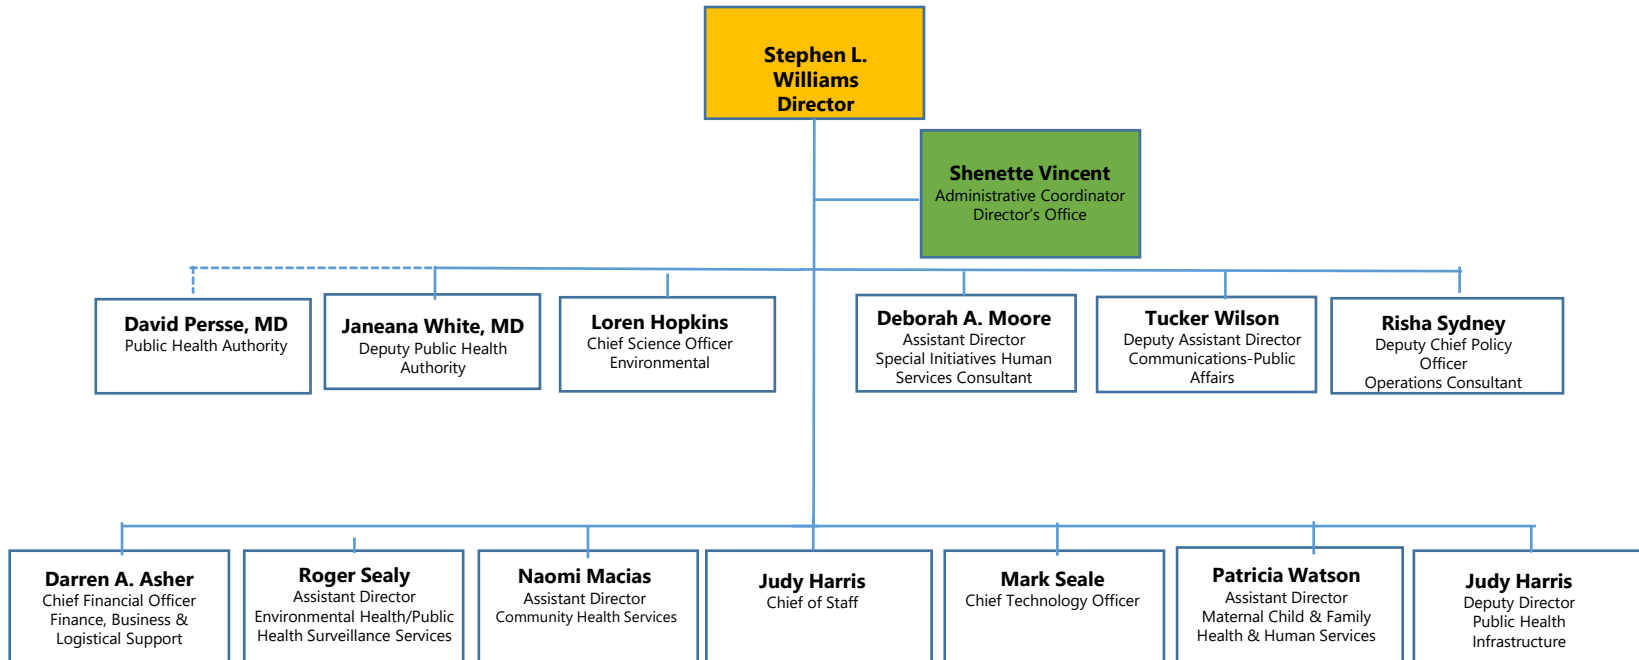 Stephen L.
Williams
Director
Shenette Vincent
Administrative Coordinator
Director's Office
David Persse, MD
Public Health Authority
Janeana White, MD
Deputy Public Health
Authority
Loren Hopkins
Chief Science Officer
Environmental
Deborah A. Moore
Assistant Director
Special Initiatives Human
Services Consultant
Tucker Wilson
Deputy Assistant Director
Communications-Public
Affairs
Risha Sydney
Deputy Chief Policy
Officer
Operations Consultant
Darren A. Asher
Chief Financial Officer
Finance, Business &
Logistical Support
Roger Sealy
Assistant Director
Environmental Health/Public
Health Surveillance Services
Naomi Macias
Assistant Director
Community Health Services
Judy Harris
Chief of Staff
Mark Seale
Chief Technology Officer
Patricia Watson
Assistant Director
Maternal Child & Family
Health & Human Services
Judy Harris
Deputy Director
Public Health
Infrastructure